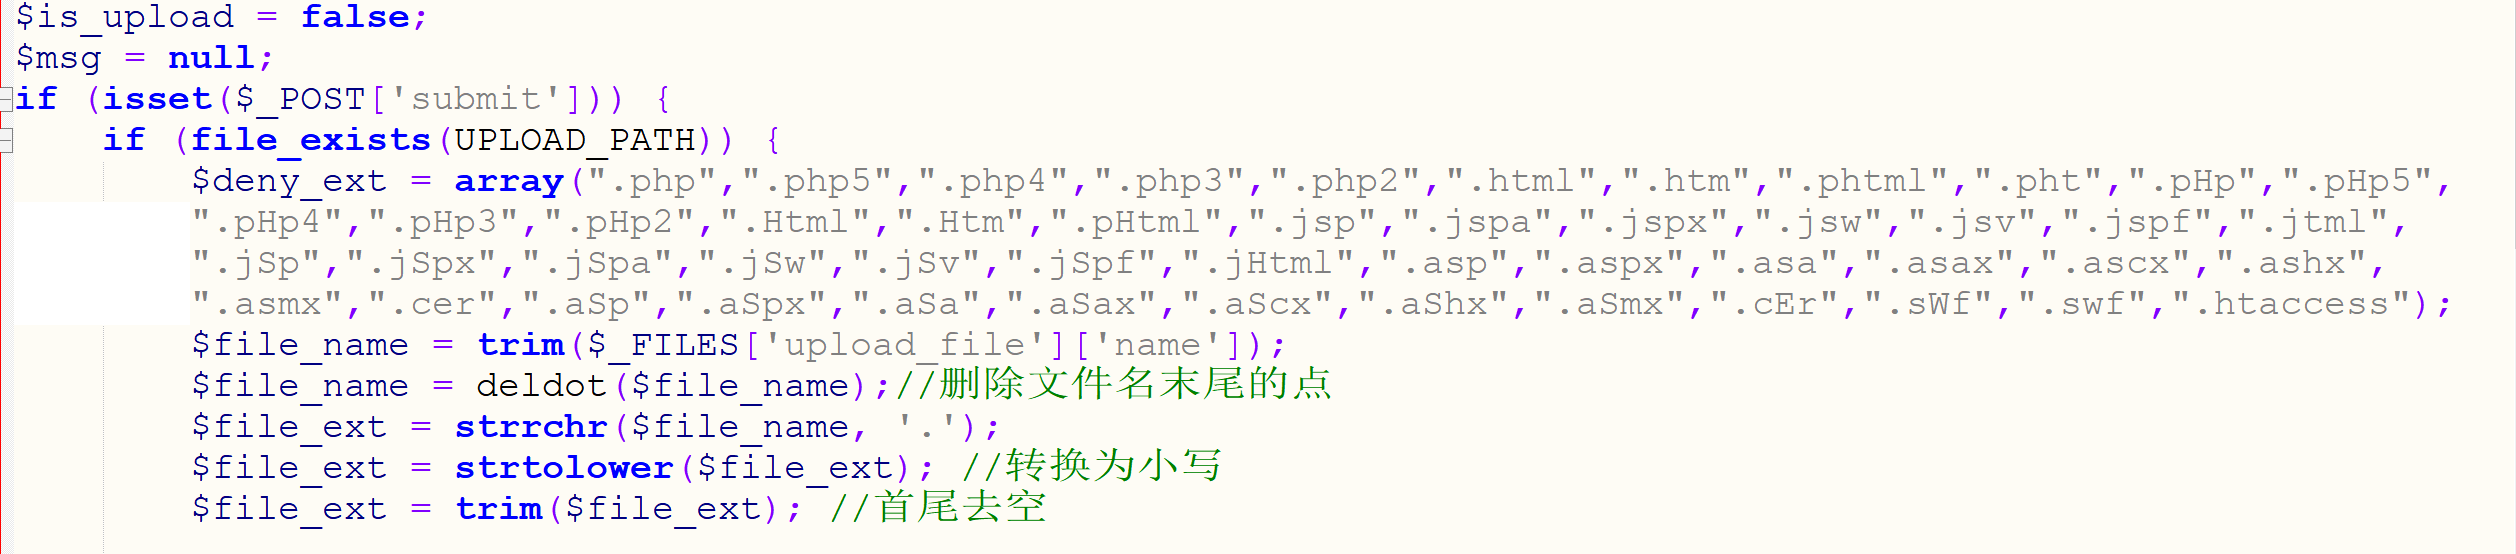 $is_upload = false;
$msg = null;
if (isset($_POST['submit'])) {
if (file_exists(UPLOAD_PATH)) {
$deny_ext = array(".php",".php5",".php4",".php3",".php2",".html",".htm",".phtml",".pht",".pHp",".pHp5",
".pHp4",".pHp3",".pHp2",".Html",".Htm",".pHtml",".jsp",".jspa",".jspx",".jsw",".jsv",".jspf",".jtml",
".jSp",".jSpx",".jSpa",".jSw",".jSv",".jSpf",".jHtml",".asp",".aspx",".asa",".asax",".ascx",".ashx",
".asmx",".cer",".aSp",".aSpx",".aSa",".aSax",".aScx",".aShx",".aSmx",".cEr",".sWf",".swf",".htaccess");
$file_name = trim($_FILES['upload_file']['name']);
$file_name = deldot($file_name);//删除文件名末尾的点
$file_ext = strrchr($file_name, '.');
$file_ext = strtolower($file_ext); //转换为小写
$file_ext = trim($file_ext); //首尾去空